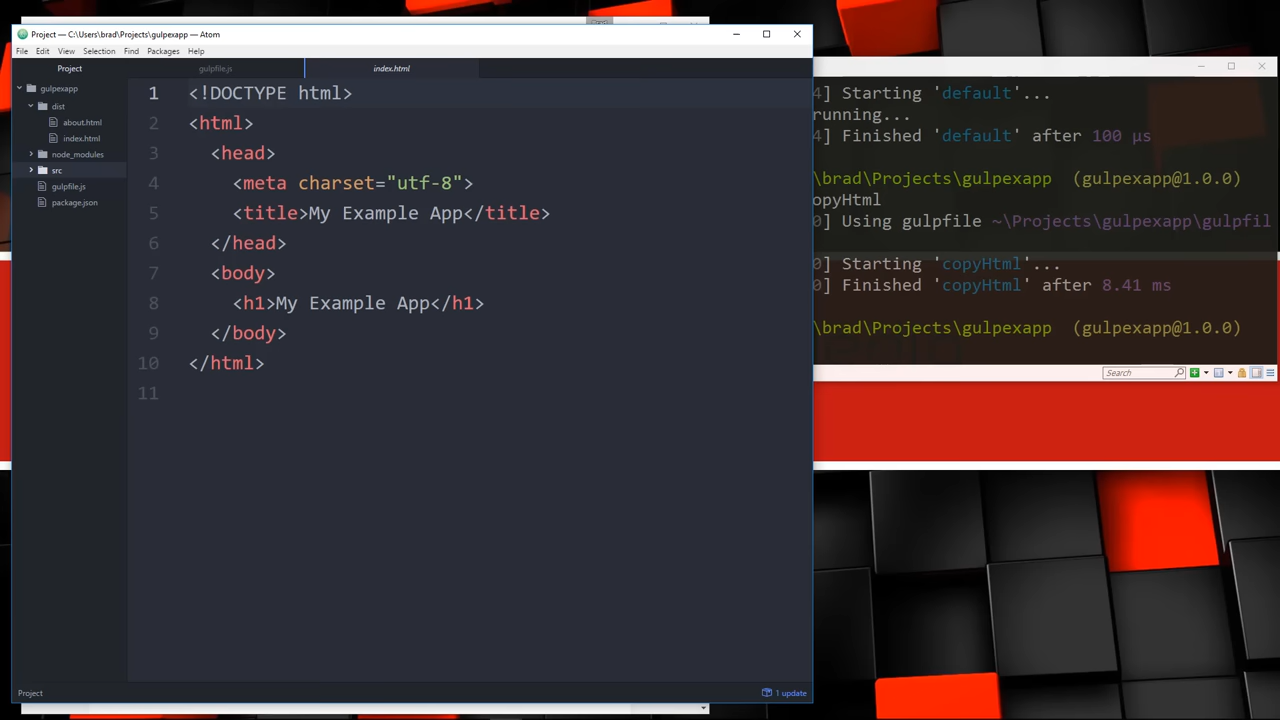 Project — C:\Users\brad\Projects\gulpexapp — Atom
File Edit View Selection Find Packages Help
Project
gulpfile.js
index.html
gulpexapp
dist
about.html
index.html
node_modules
src
gulpfile.js
package.json
1 <!DOCTYPE html>
2 <html>
3 <head>
4 <meta charset="utf-8">
5 <title>My Example App</title>
6 </head>
7 <body>
8 <h1>My Example App</h1>
9 </body>
10 </html>
11
Project
1 update
4] Starting 'default'...
running...
4] Finished 'default' after 100 μs
\brad\Projects\gulpexapp (gulpexapp@1.0.0)
opyHtml
0] Using gulpfile ~\Projects\gulpexapp\gulpfil
0] Starting 'copyHtml'...
0] Finished 'copyHtml' after 8.41 ms
\brad\Projects\gulpexapp (gulpexapp@1.0.0)
Search